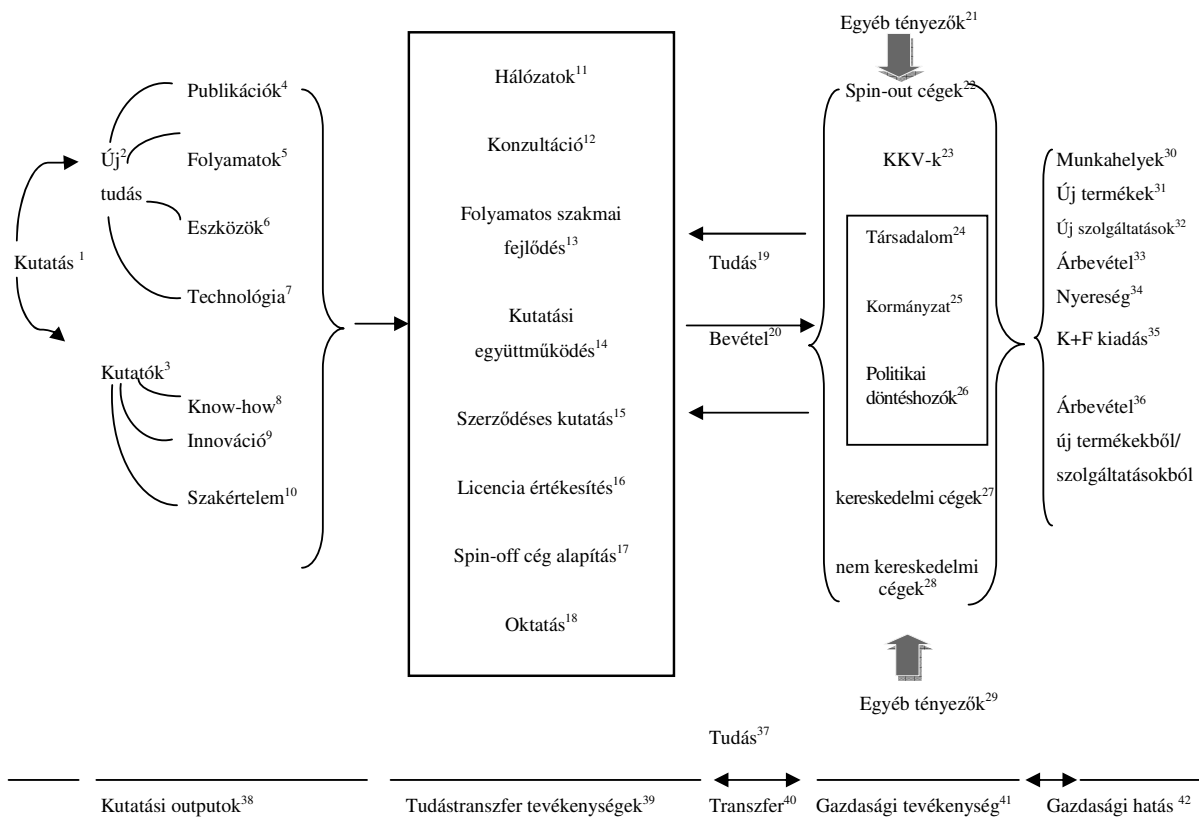 Kutatás 1
Új2
tudás
Kutatók3
Publikációk4
Folyamatok5
Eszközök6
Technológia7
Know-how8
Innováció9
Szakértelem10
Hálózatok11
Konzultáció12
Folyamatos szakmai
fejlődés13
Kutatási
együttműködés14
Szerződéses kutatás15
Licencia értékesítés16
Spin-off cég alapítás17
Oktatás18
Tudás19
Bevétel20
Egyéb tényezők21
Spin-out cégek22
KKV-k23
Társadalom24
Kormányzat25
Politikai
döntéshozók26
kereskedelmi cégek27
nem kereskedelmi
cégek28
Egyéb tényezők29
Munkahelyek30
Új termékek31
Új szolgáltatások32
Árbevétel33
Nyereség34
K+F kiadás35
Árbevétel36
új termékekből/
szolgáltatásokból
Tudás37
Kutatási outputok38
Tudástranszfer tevékenységek39
Transzfer40
Gazdasági tevékenység41
Gazdasági hatás 42